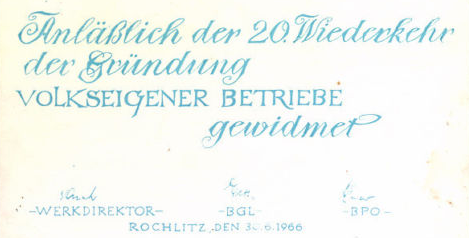 Anläßlich der 20. Wiederkehr
der Gründung
VOLKSEIGENER BETRIEBE
gewidmet
-WERKDIREKTOR- -BGL- -BPO-
ROCHLITZ, DEN 30.6.1966